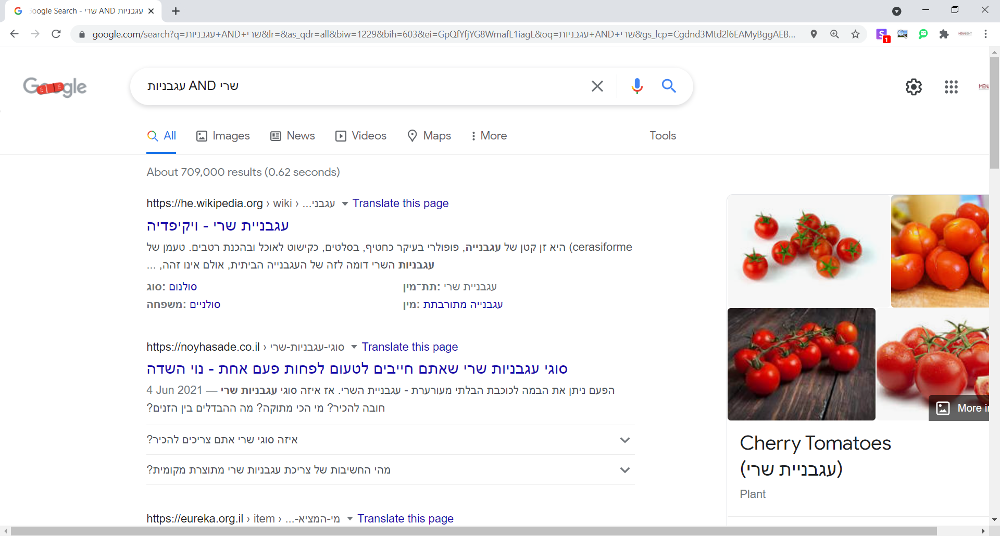 Google Search - עגבניות AND שרי
google.com/search?q=עגבניות+AND+שרי&lr=&as_qdr=all&biw=1229&bih=603&ei=GpQfYfjYG8WmafL1iagL&oq=עגבניות+AND+שרי&gs_lcp=Cgdnd3Mtd2l6EAMyBggAEB...
1
Google
עגבניות AND שרי
All Images News Videos Maps More Tools
About 709,000 results (0.62 seconds)
https://he.wikipedia.org › wiki › עגבני... Translate this page
עגבניית שרי - ויקיפדיה
cerasiforme) היא זן קטן של עגבנייה, פופולרי בעיקר כחטיף, בסלטים, כקישוט לאוכל ובהכנת רטבים. טעמן של
עגבניות השרי דומה לזה של העגבנייה הביתית, אולם אינו זהה, ...
סוג: סולנום
תת־מין: עגבניית שרי
משפחה: סולניים
מין: עגבנייה מתורבתת
https://noyhasade.co.il › סוגי-עגבניות-שרי Translate this page
סוגי עגבניות שרי שאתם חייבים לטעום לפחות פעם אחת - נוי השדה
4 Jun 2021 — הפעם ניתן את הבמה לכוכבת הבלתי מעורערת - עגבניית השרי. אז איזה סוגי עגבניות שרי
חובה להכיר? מי הכי מתוקה? מה ההבדלים בין הזנים?
איזה סוגי שרי אתם צריכים להכיר?
מהי החשיבות של צריכת עגבניות שרי מתוצרת מקומית?
https://eureka.org.il › item › מי-המציא-... Translate this page
More
Cherry Tomatoes
(עגבניית שרי)
Plant